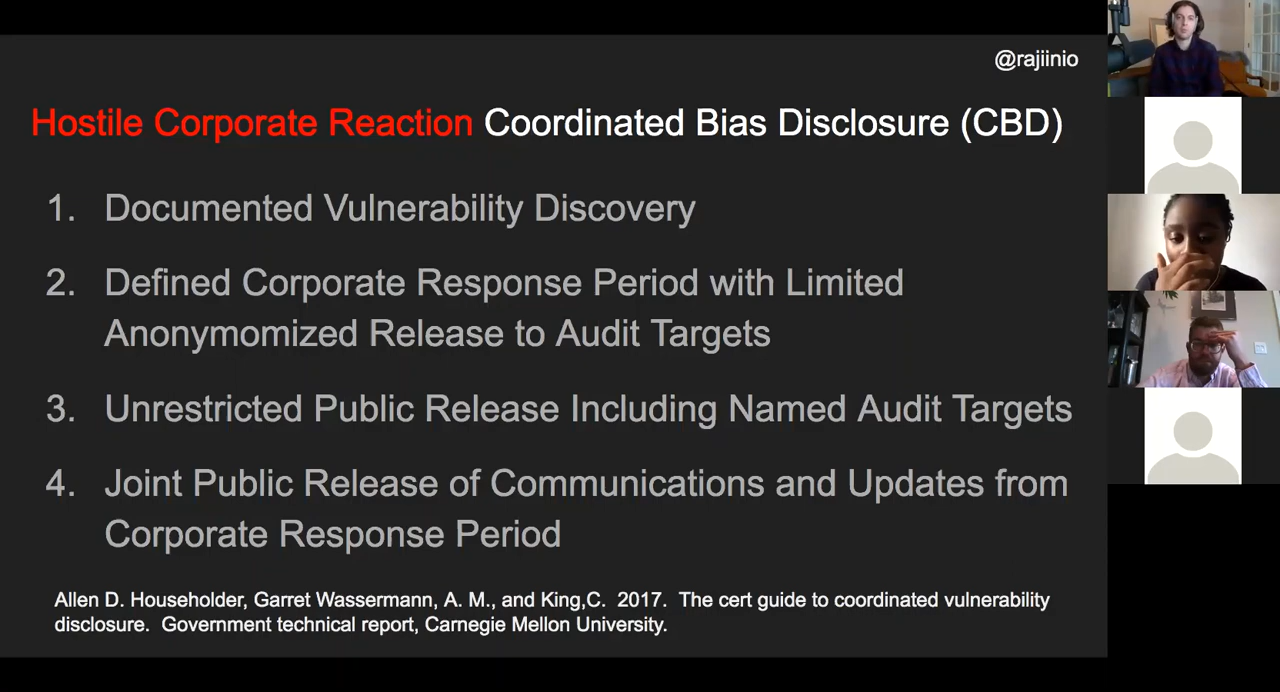 @rajiinio
Hostile Corporate Reaction Coordinated Bias Disclosure (CBD)
1. Documented Vulnerability Discovery
2. Defined Corporate Response Period with Limited
Anonymomized Release to Audit Targets
3. Unrestricted Public Release Including Named Audit Targets
4. Joint Public Release of Communications and Updates from
Corporate Response Period
Allen D. Householder, Garret Wassermann, A. M., and King,C. 2017. The cert guide to coordinated vulnerability
disclosure. Government technical report, Carnegie Mellon University.